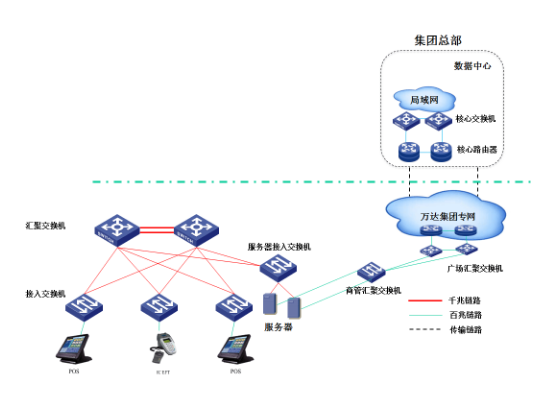 集团总部
数据中心
局域网
核心交换机
核心路由器
万达集团专网
汇聚交换机
服务器接入交换机
广场汇聚交换机
接入交换机
商管汇聚交换机
服务器
千兆链路
百兆链路
传输链路
POS
POS